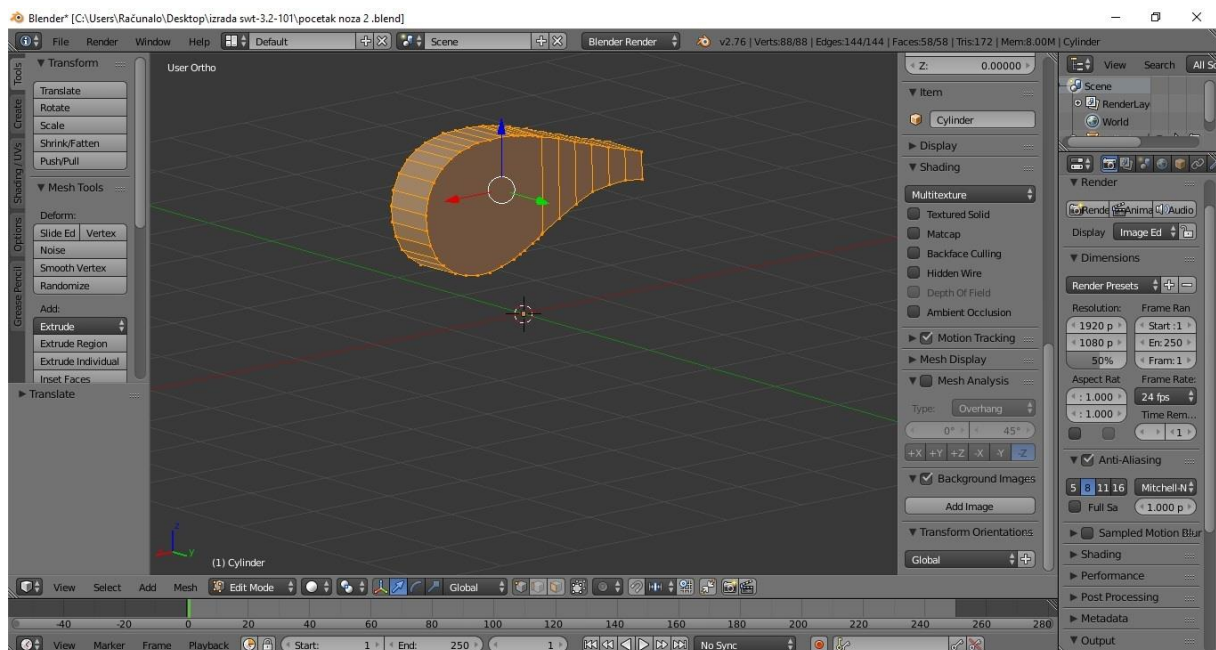 Blender* [C:\Users\Računalo\Desktop\izrada swt-3.2-101\pocetak noza 2 .blend]
File Render Window Help Default Scene Blender Render v2.76 | Verts:88/88 | Edges:144/144 | Faces:58/58 | Tris:172 | Mem:8.00M | Cylinder
Tools
Create
Shading / UVs
Options
Grease Pencil
Transform
Translate
Rotate
Scale
Shrink/Fatten
Push/Pull
Mesh Tools
Deform:
Slide Ed Vertex
Noise
Smooth Vertex
Randomize
Add:
Extrude
Extrude Region
Extrude Individual
Inset Faces
Translate
User Ortho
z
y
(1) Cylinder
Z: 0.00000
Item
Cylinder
Display
Shading
Multitexture
Textured Solid
Matcap
Backface Culling
Hidden Wire
Depth Of Field
Ambient Occlusion
Motion Tracking
Mesh Display
Mesh Analysis
Type: Overhang
0° 45°
+X +Y +Z -X -Y -Z
Background Images
Add Image
Transform Orientations
Global
View Search All Sc
Scene
RenderLay
World
Render
Rende Anima Audio
Display Image Ed
Dimensions
Render Presets
Resolution: Frame Ran
1920 p Start :1
1080 p En: 250
50% Fram: 1
Aspect Rat Frame Rate:
: 1.000 24 fps
: 1.000 Time Rem...
1
Anti-Aliasing
5 8 11 16 Mitchell-N
Full Sa 1.000 p
Sampled Motion Blur
Shading
Performance
Post Processing
Metadata
Output
View Select Add Mesh Edit Mode Global
-40 -20 0 20 40 60 80 100 120 140 160 180 200 220 240 260 280
View Marker Frame Playback Start: 1 End: 250 1 No Sync